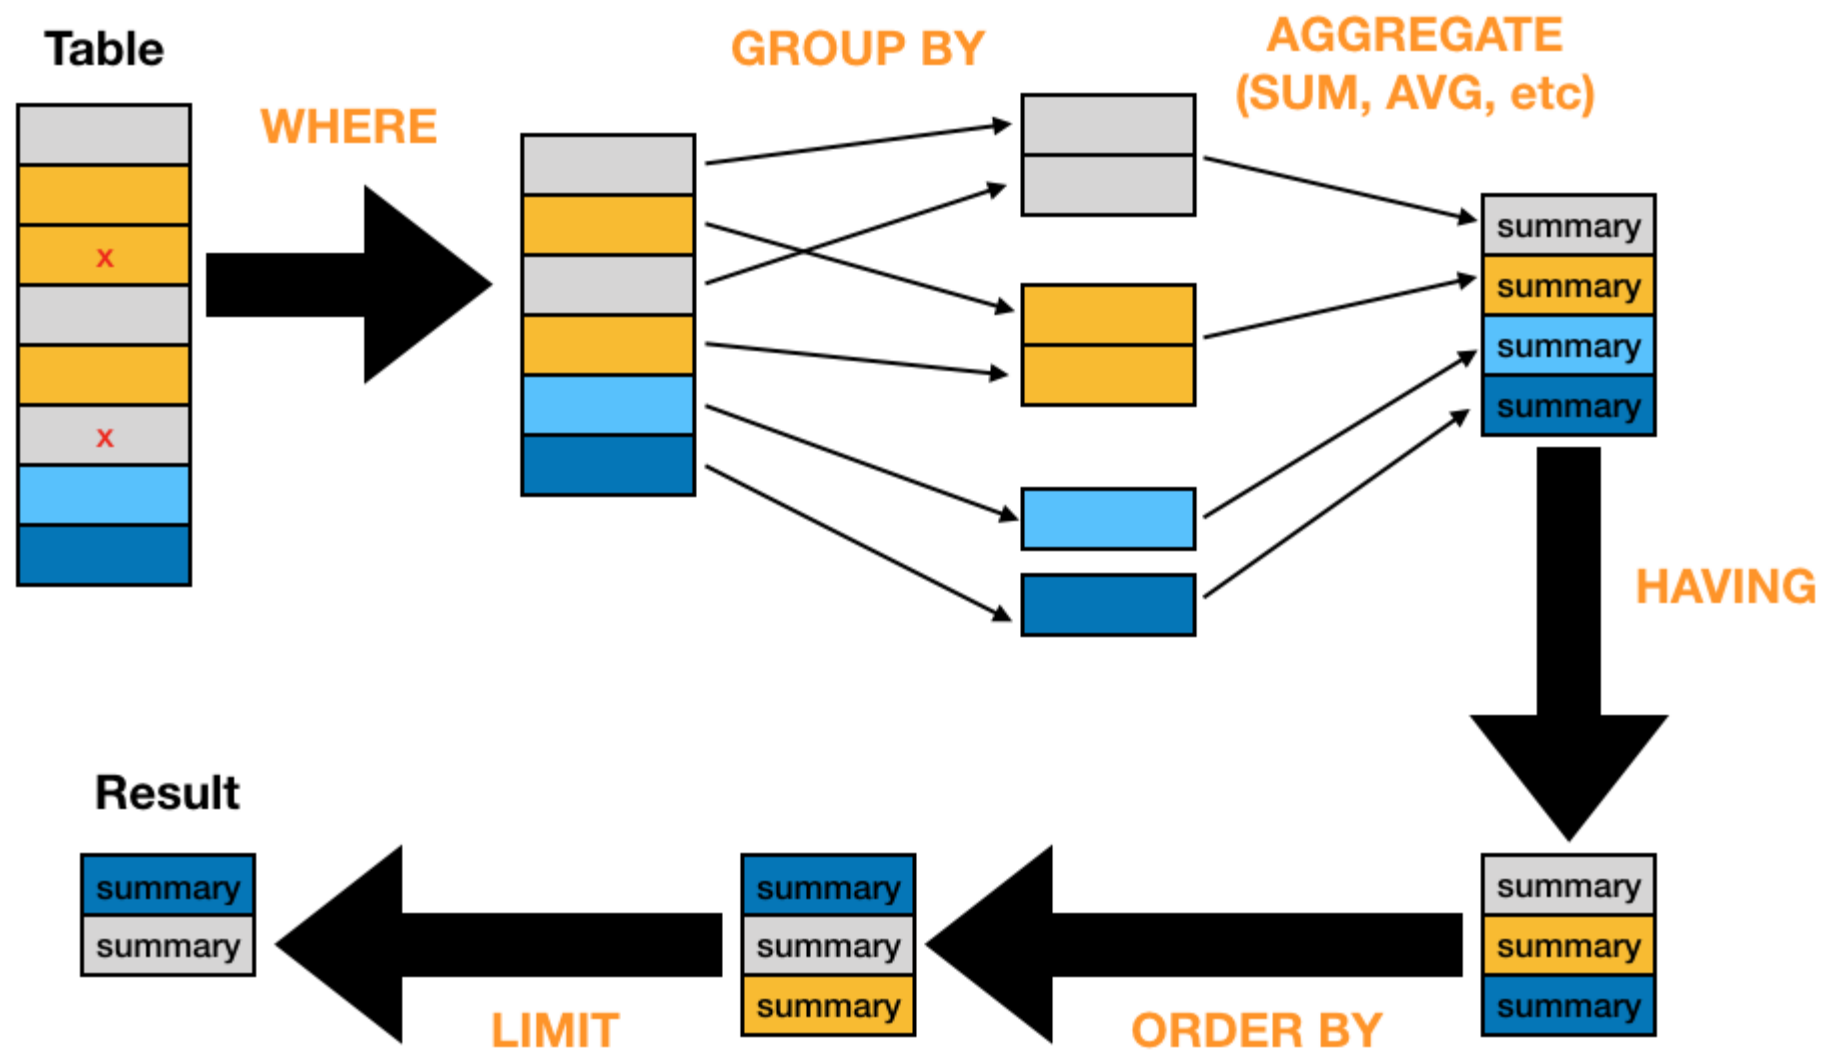 Table
WHERE
GROUP BY
AGGREGATE
(SUM, AVG, etc)
x
x
summary
summary
summary
summary
HAVING
summary
summary
summary
ORDER BY
summary
summary
summary
LIMIT
Result
summary
summary